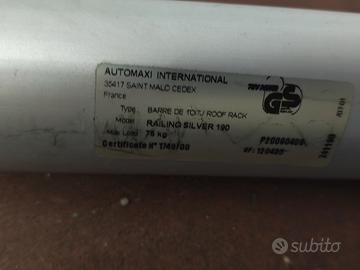 AUTOMAXI INTERNATIONAL
35417 SAINT MALO CEDEX
France
Type BARRE DE TOIT/ ROOF RACK
Model RAILING SILVER 190
Max Load 75 kg
Certificate N° 1740/00
GS
subito